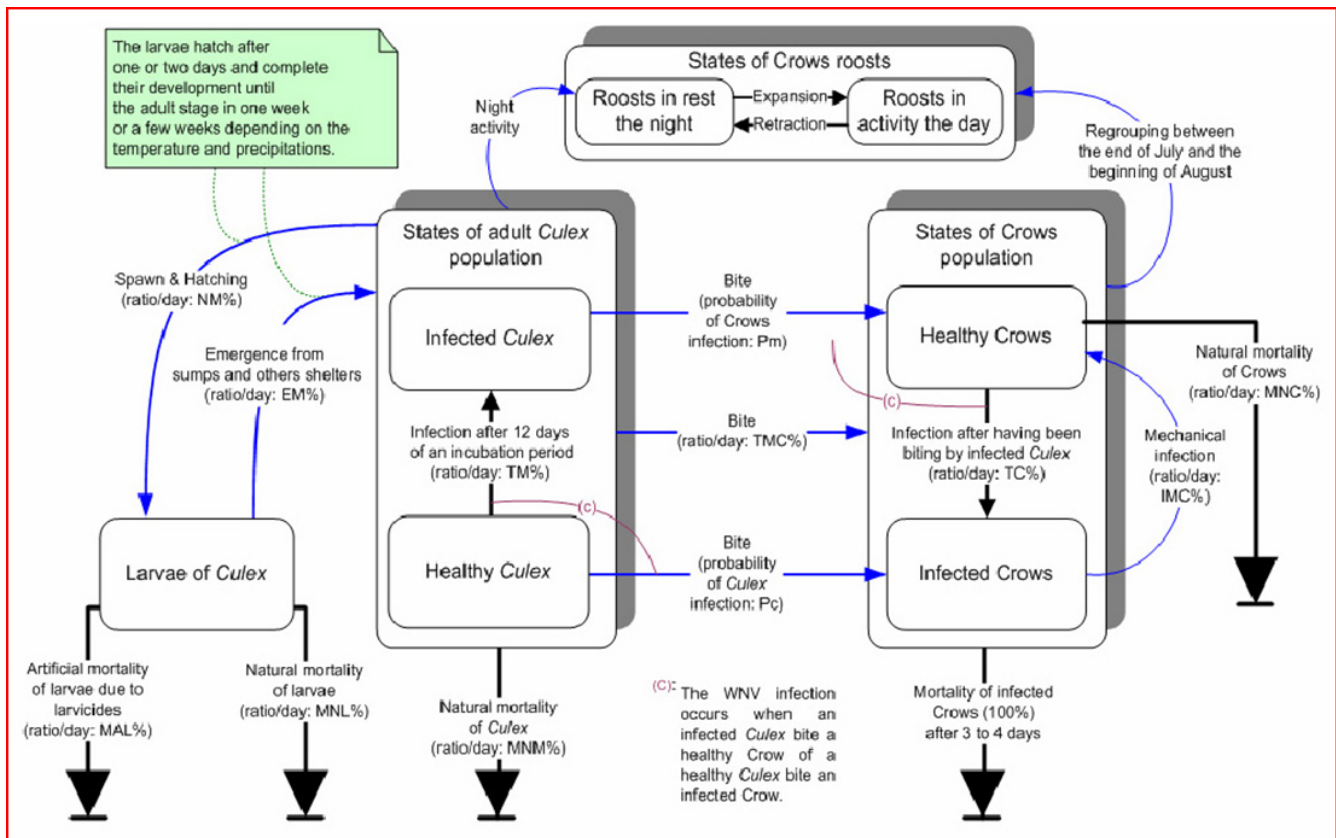 The larvae hatch after
one or two days and complete
their development until
the adult stage in one week
or a few weeks depending on the
temperature and precipitations.
States of Crows roosts
Roosts in rest
the night
Expansion
Retraction
Roosts in
activity the day
Night
activity
Regrouping between
the end of July and the
beginning of August
States of adult Culex
population
States of Crows
population
Spawn & Hatching
(ratio/day: NM%)
Emergence from
sumps and others shelters
(ratio/day: EM%)
Infected Culex
Bite
(probability
of Crows
infection: Pm)
Healthy Crows
Natural mortality
of Crows
(ratio/day: MNC%)
(c)
Infection after 12 days
of an incubation period
(ratio/day: TM%)
Bite
(ratio/day: TMC%)
Infection after having been
biting by infected Culex
(ratio/day: TC%)
Mechanical
infection
(ratio/day:
IMC%)
(c)
Larvae of Culex
Healthy Culex
Bite
(probability
of Culex
infection: Pc)
Infected Crows
Artificial mortality
of larvae due to
larvicides
(ratio/day: MAL%)
Natural mortality
of larvae
(ratio/day: MNL%)
Natural mortality
of Culex
(ratio/day: MNM%)
(C): The WNV infection
occurs when an
infected Culex bite a
healthy Crow of a
healthy Culex bite an
infected Crow.
Mortality of infected
Crows (100%)
after 3 to 4 days